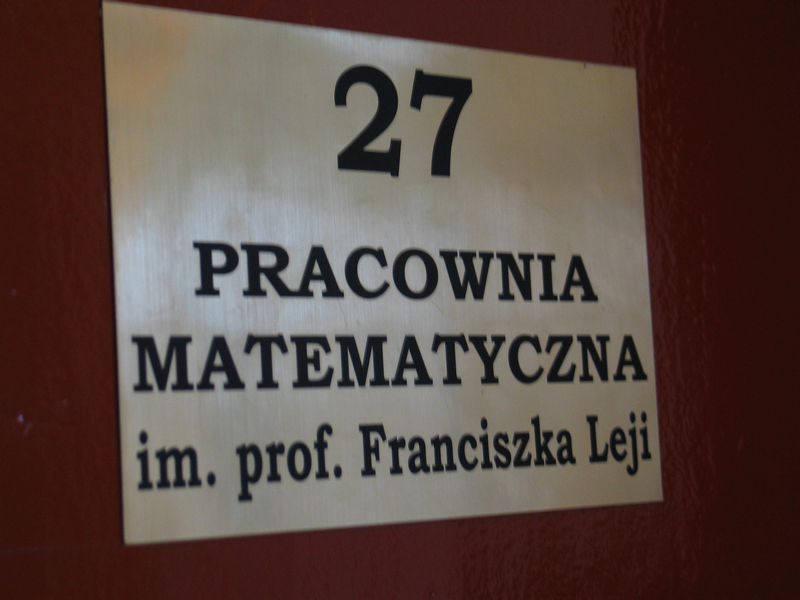 27
PRACOWNIA
MATEMATYCZNA
im. prof. Franciszka Leji